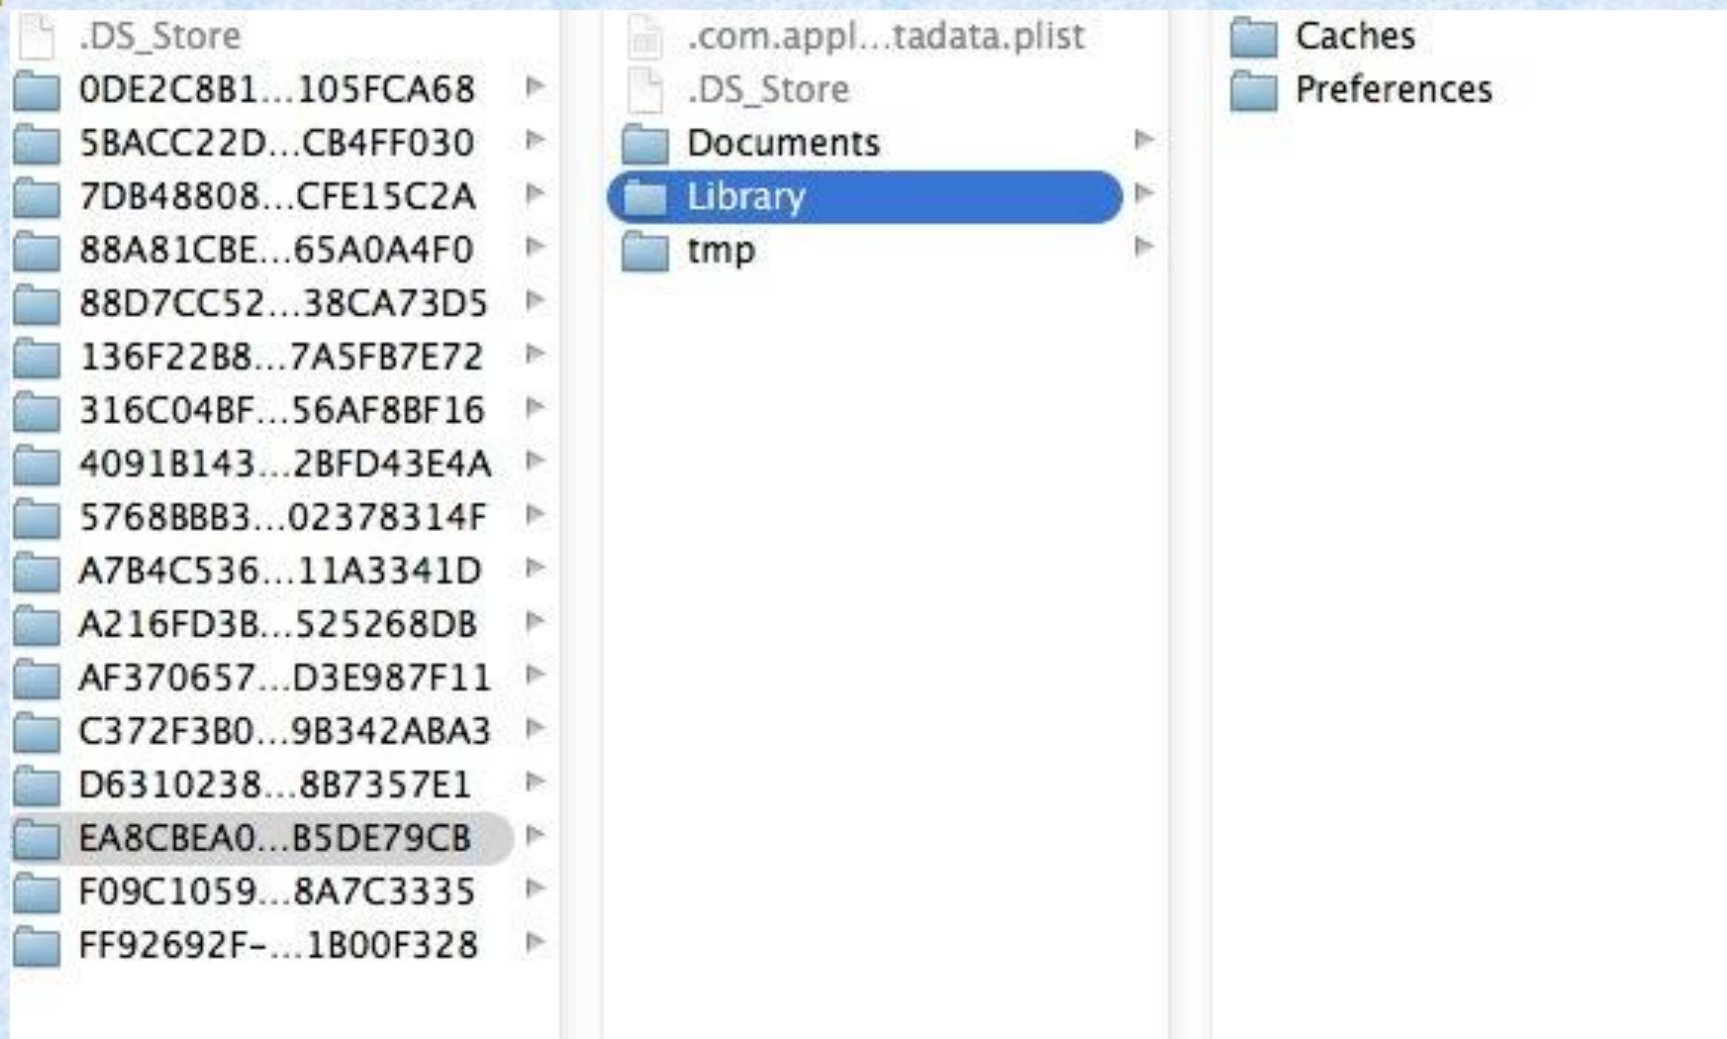 .DS_Store
0DE2C8B1...105FCA68
5BACC22D...CB4FF030
7DB48808...CFE15C2A
88A81CBE...65A0A4F0
88D7CC52...38CA73D5
136F22B8...7A5FB7E72
316C04BF...56AF8BF16
4091B143...2BFD43E4A
5768BBB3...02378314F
A7B4C536...11A3341D
A216FD3B...525268DB
AF370657...D3E987F11
C372F3B0...9B342ABA3
D6310238...8B7357E1
EA8CBEA0...B5DE79CB
F09C1059...8A7C3335
FF92692F-...1B00F328
.com.appl...tadata.plist
.DS_Store
Documents
Library
tmp
Caches
Preferences